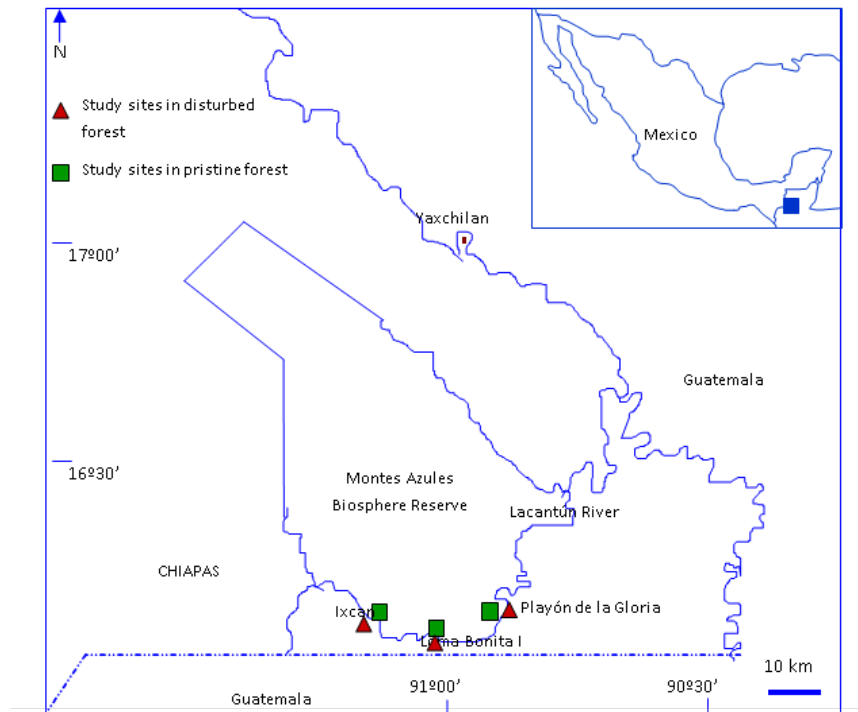 N
Study sites in disturbed
forest
Study sites in pristine forest
Mexico
Yaxchilan
17º00’
Guatemala
16º30’
Montes Azules
Biosphere Reserve
Lacantún River
CHIAPAS
Ixcan
Playón de la Gloria
Loma Bonita I
10 km
Guatemala
91º00’
90º30’